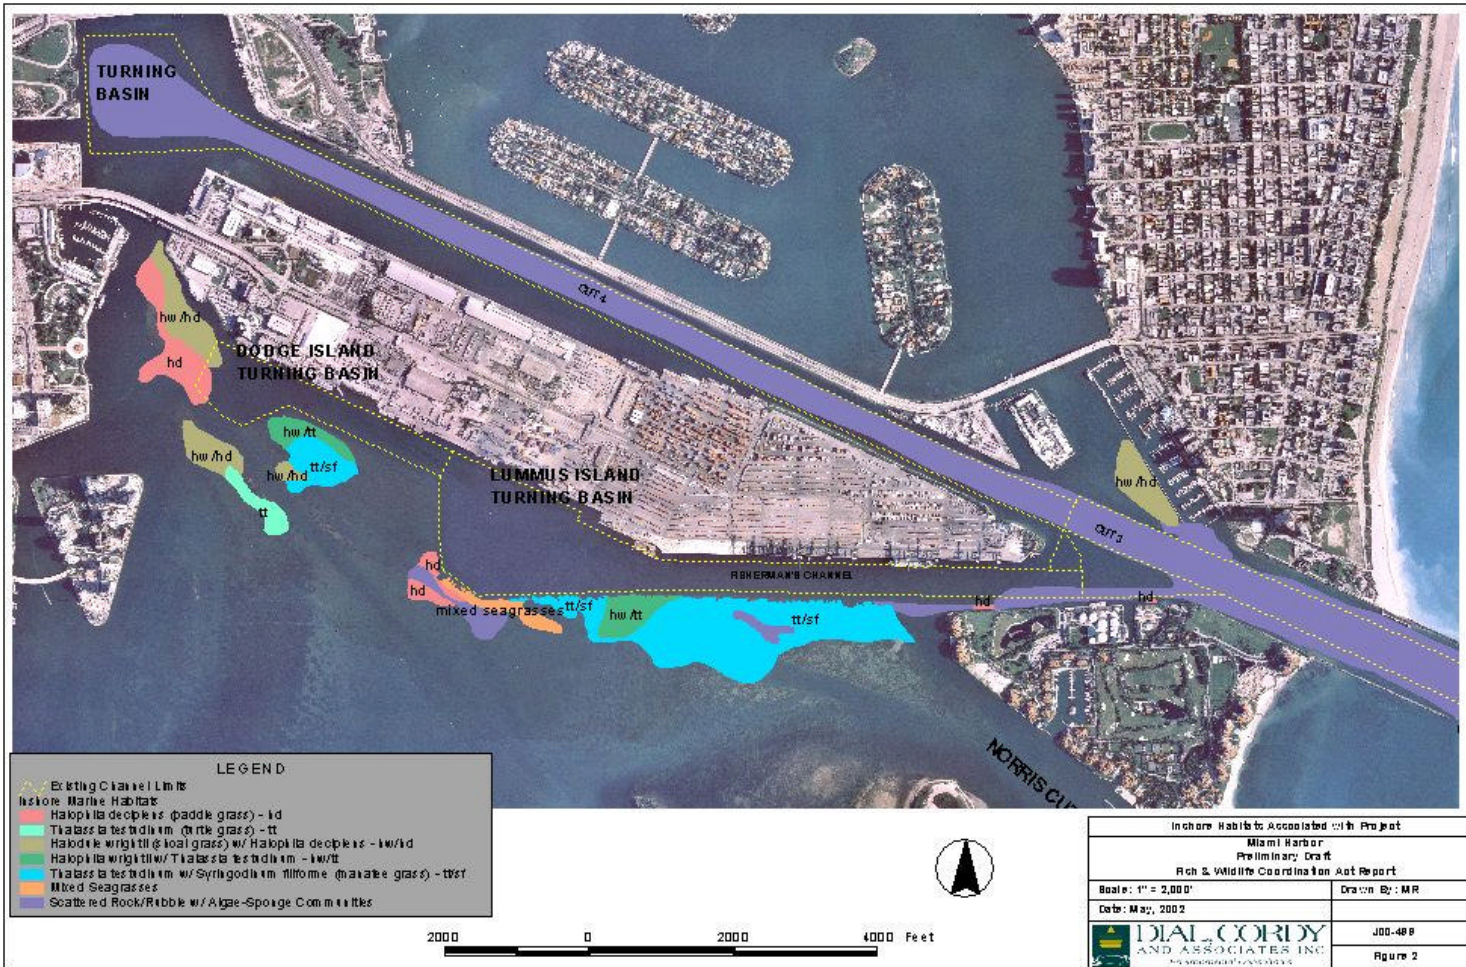 TURNING
BASIN
CUT 4
hw/hd
hd
DODGE ISLAND
TURNING BASIN
hw/tt
hw/hd
tt/sf
hw/hd
tt
LUMMUS ISLAND
TURNING BASIN
hw/hd
CUT 3
FISHERMAN'S CHANNEL
hd
hd
mixed seagrasses
tt/sf
hw/tt
tt/sf
hd
hd
NORRIS CUT
LEGEND
Existing Channel Limits
Inshore Marine Habitats
Halophila decipiens (paddle grass) - hd
Thalassia testudinum (turtle grass) - tt
Halodule wrightii (shoal grass) w/ Halophila decipiens - hw/hd
Halophila wrightii w/ Thalassia testudinum - hw/tt
Thalassia testudinum w/ Syringodinum filiforme (manatee grass) - tt/sf
Mixed Seagrasses
Scattered Rock/Rubble w/ Algae-Sponge Communities
2000 0 2000 4000 Feet
Inshore Habitats Associated with Project
Miami Harbor
Preliminary Draft
Fish & Wildlife Coordination Act Report
Scale: 1" = 2,000'
Drawn By: MR
Date: May, 2002
DIAL CORDY
AND ASSOCIATES INC
J00-499
Figure 2